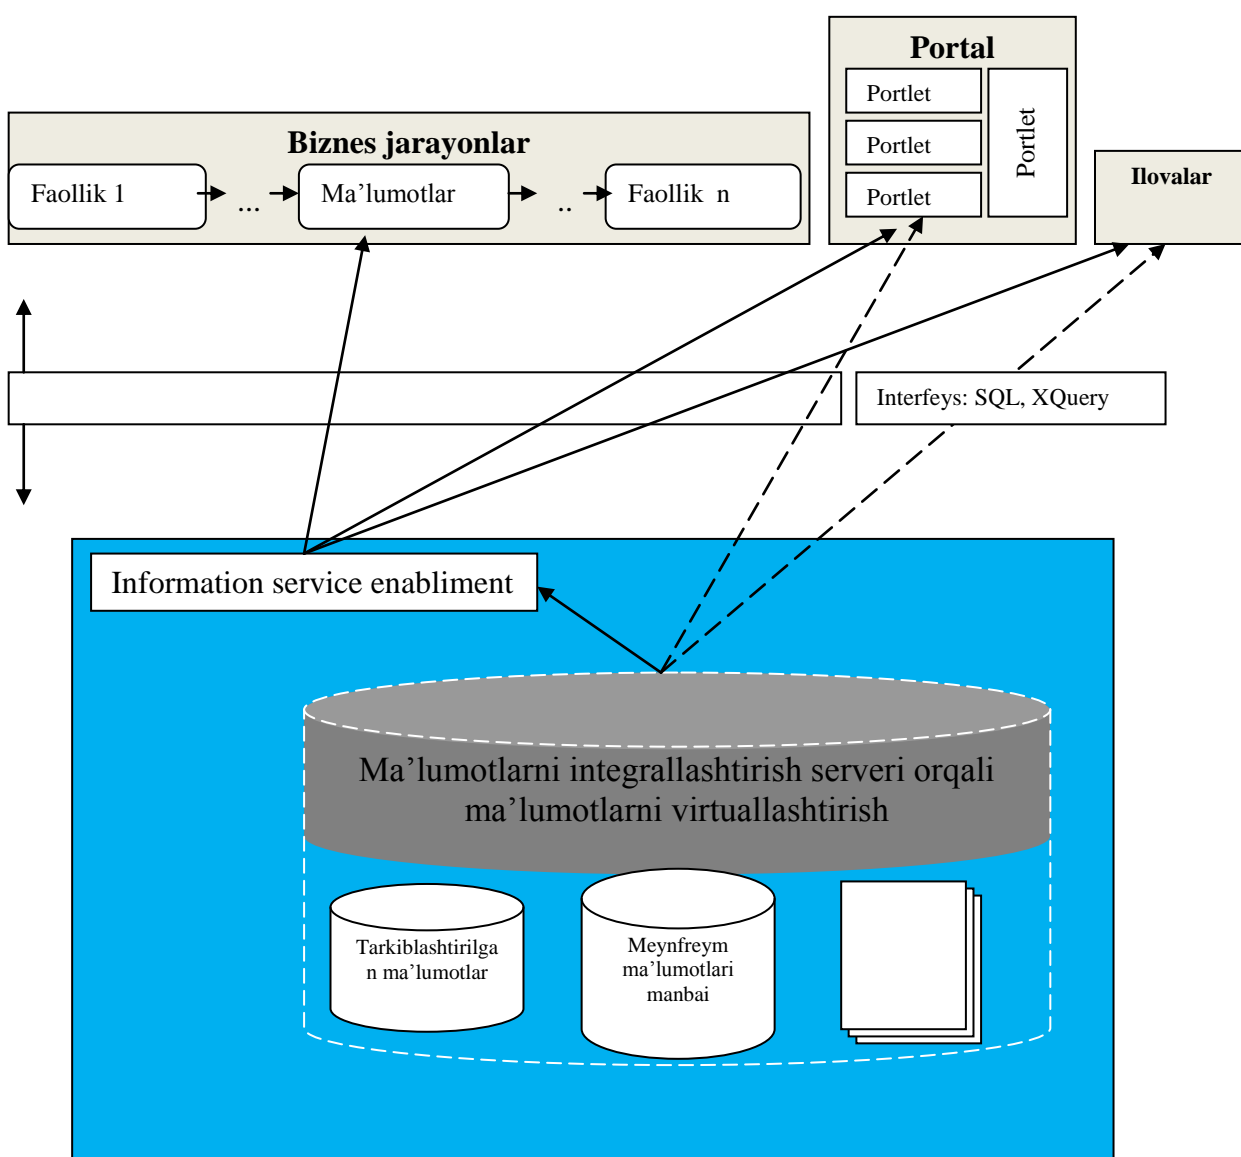 Portal
Portlet
Portlet
Portlet
Portlet
Biznes jarayonlar
Faollik 1
...
Ma’lumotlar
..
Faollik n
Ilovalar
Interfeys: SQL, XQuery
Information service enabliment
Ma’lumotlarni integrallashtirish serveri orqali
ma’lumotlarni virtuallashtirish
Tarkiblashtirilga
n ma’lumotlar
Meynfreym
ma’lumotlari
manbai